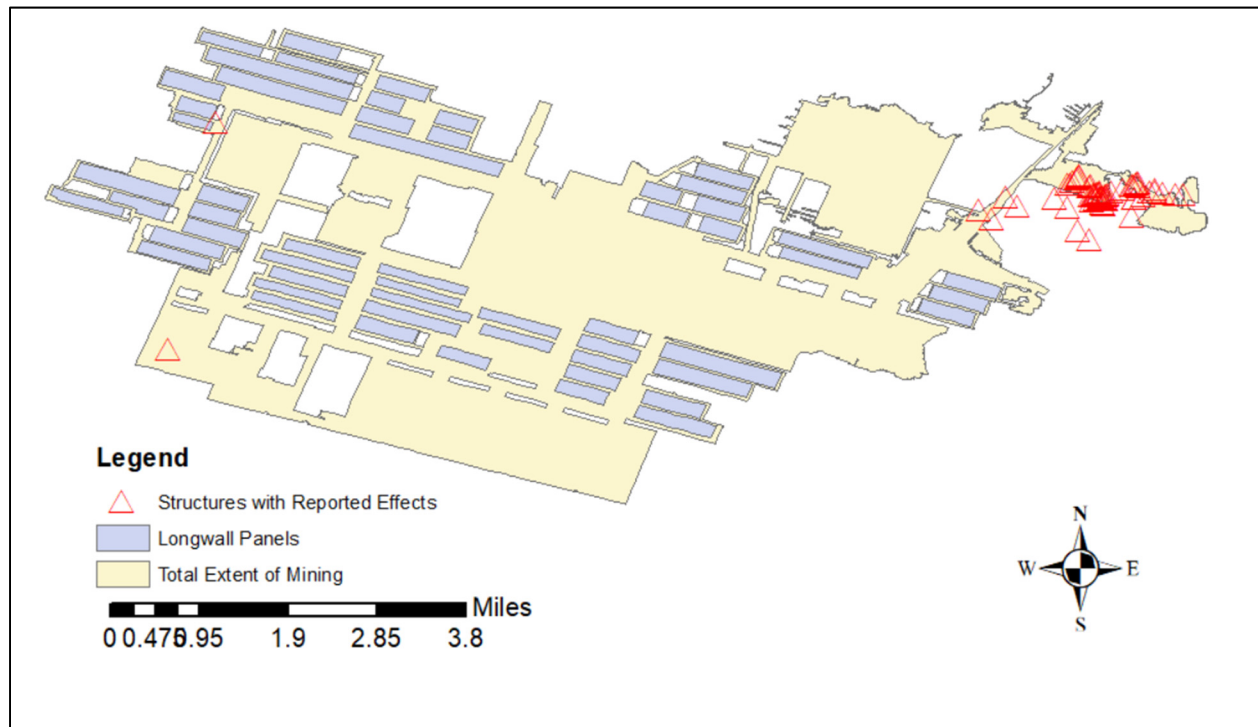 Legend
Structures with Reported Effects
Longwall Panels
Total Extent of Mining
Miles
0 0.475 0.95 1.9 2.85 3.8
N
W E
S